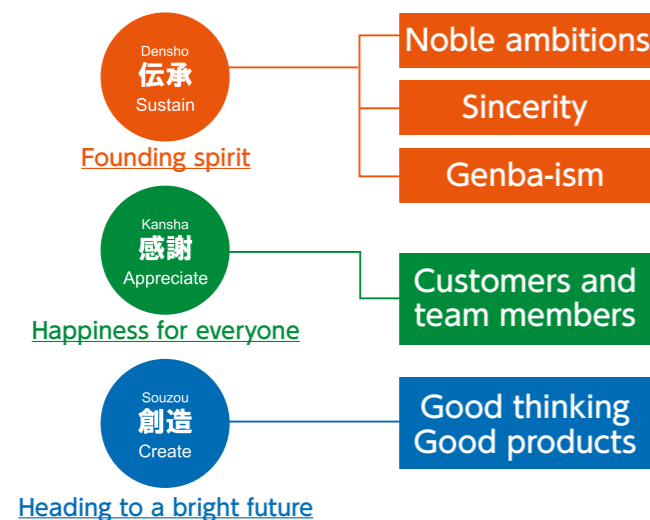 Densho
伝承
Sustain
Founding spirit
Noble ambitions
Sincerity
Genba-ism
Kansha
感謝
Appreciate
Happiness for everyone
Customers and
team members
Souzou
創造
Create
Heading to a bright future
Good thinking
Good products